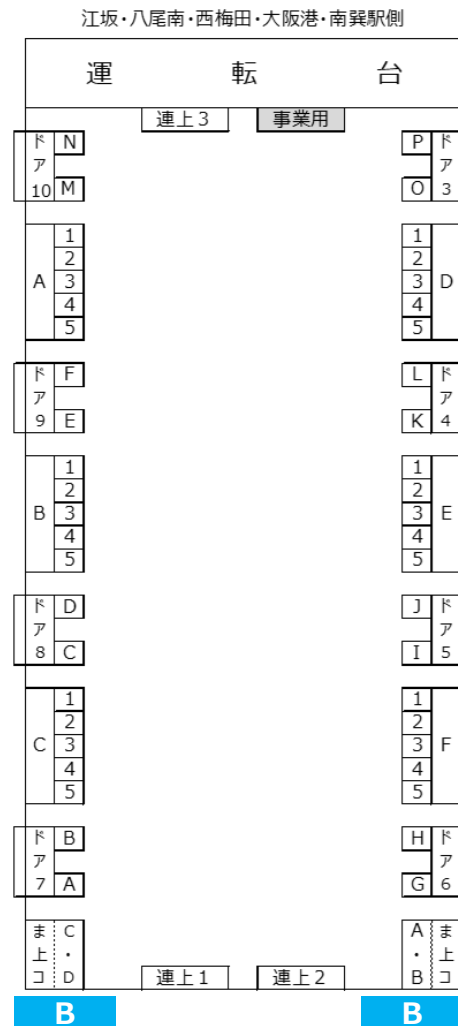 江坂・八尾南・西梅田・大阪港・南巽駅側
運 転 台
連上3 事業用
ドア10 N M
P O ドア3
A 1 2 3 4 5
1 2 3 4 5 D
ドア9 F E
L K ドア4
B 1 2 3 4 5
1 2 3 4 5 E
ドア8 D C
J I ドア5
C 1 2 3 4 5
1 2 3 4 5 F
ドア7 B A
H G ドア6
ま上コ C・D
A・B ま上コ
連上1 連上2
B B